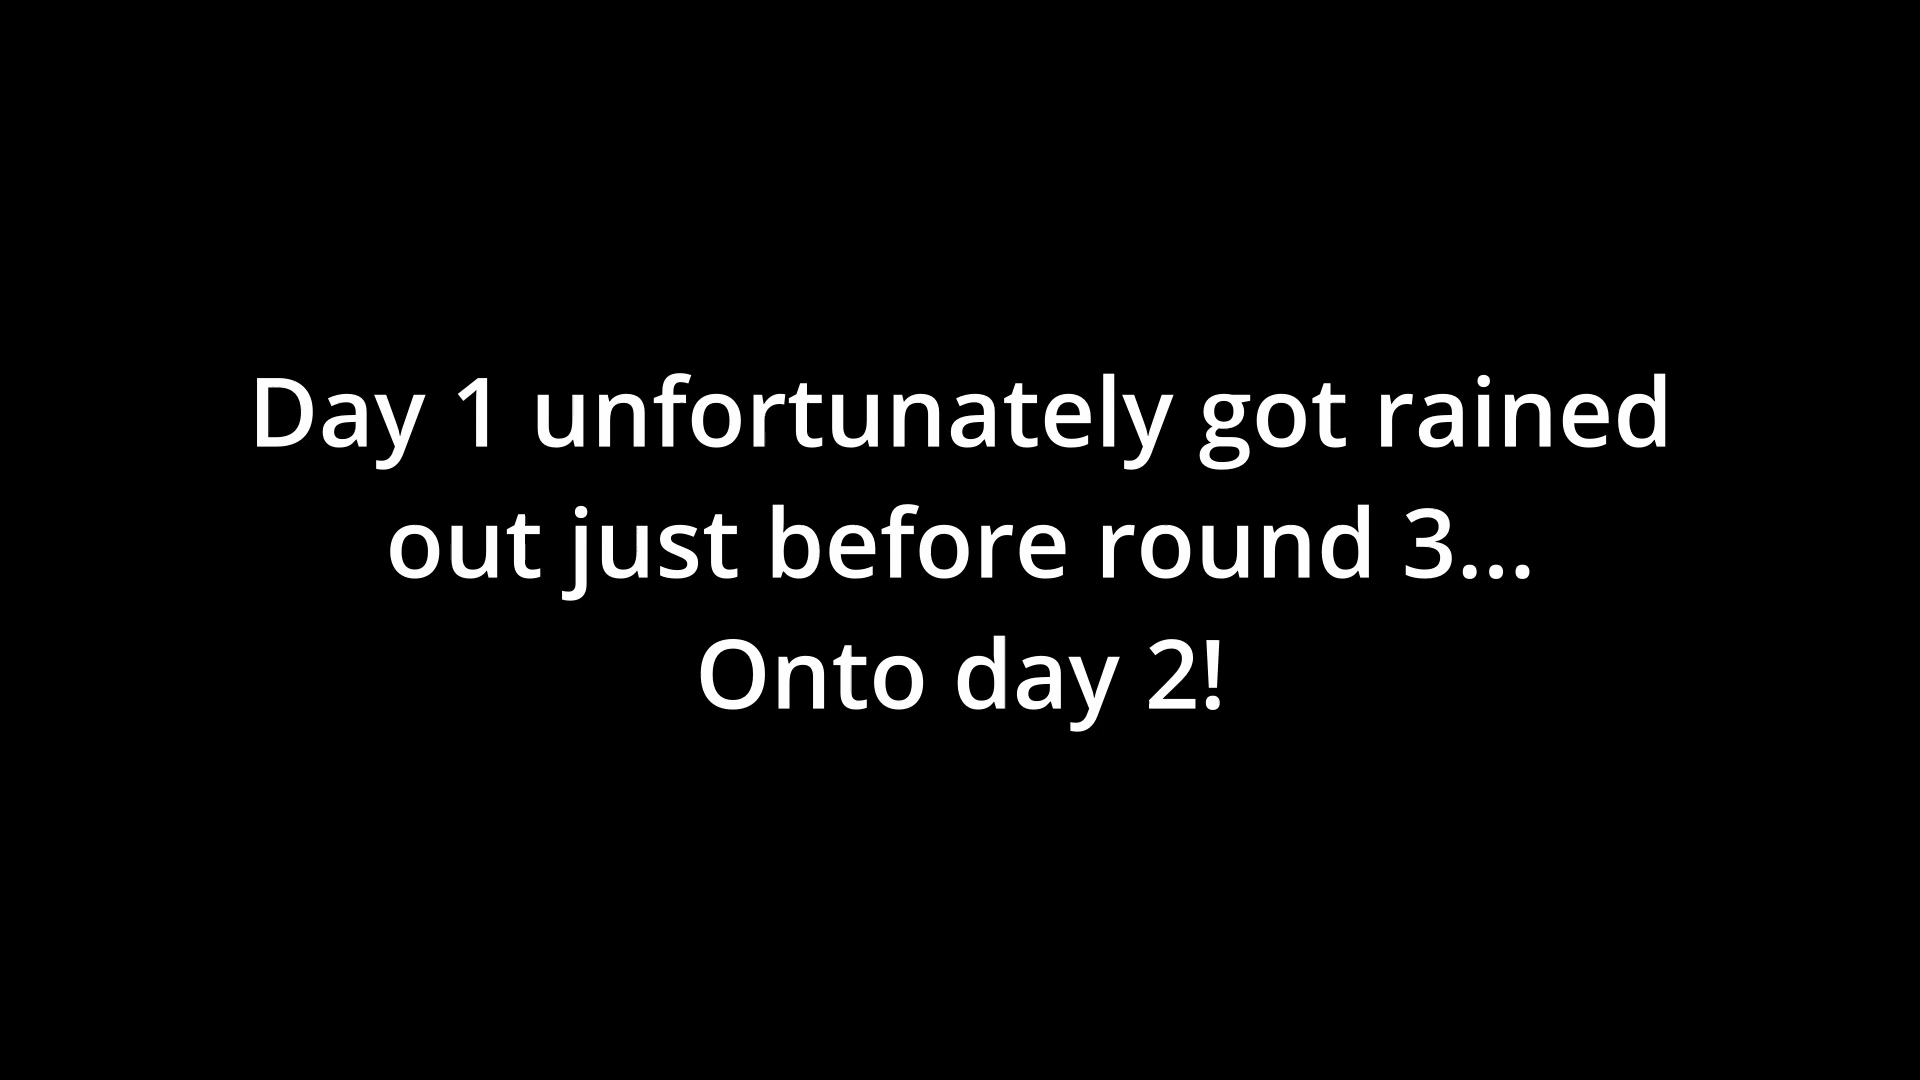 Day 1 unfortunately got rained
out just before round 3...
Onto day 2!